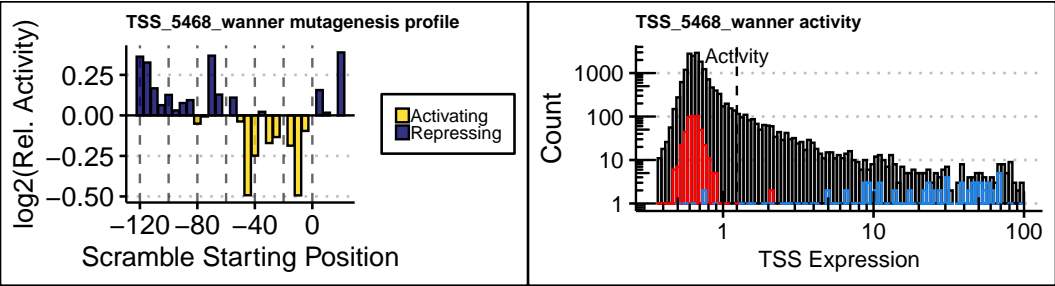 TSS_5468_wanner mutagenesis profile
log2(Rel. Activity)
0.25
0.00
−0.25
−0.50
−120 −80 −40 0
Scramble Starting Position
Activating
Repressing
TSS_5468_wanner activity
Activity
Count
1000
100
10
1
1 10 100
TSS Expression